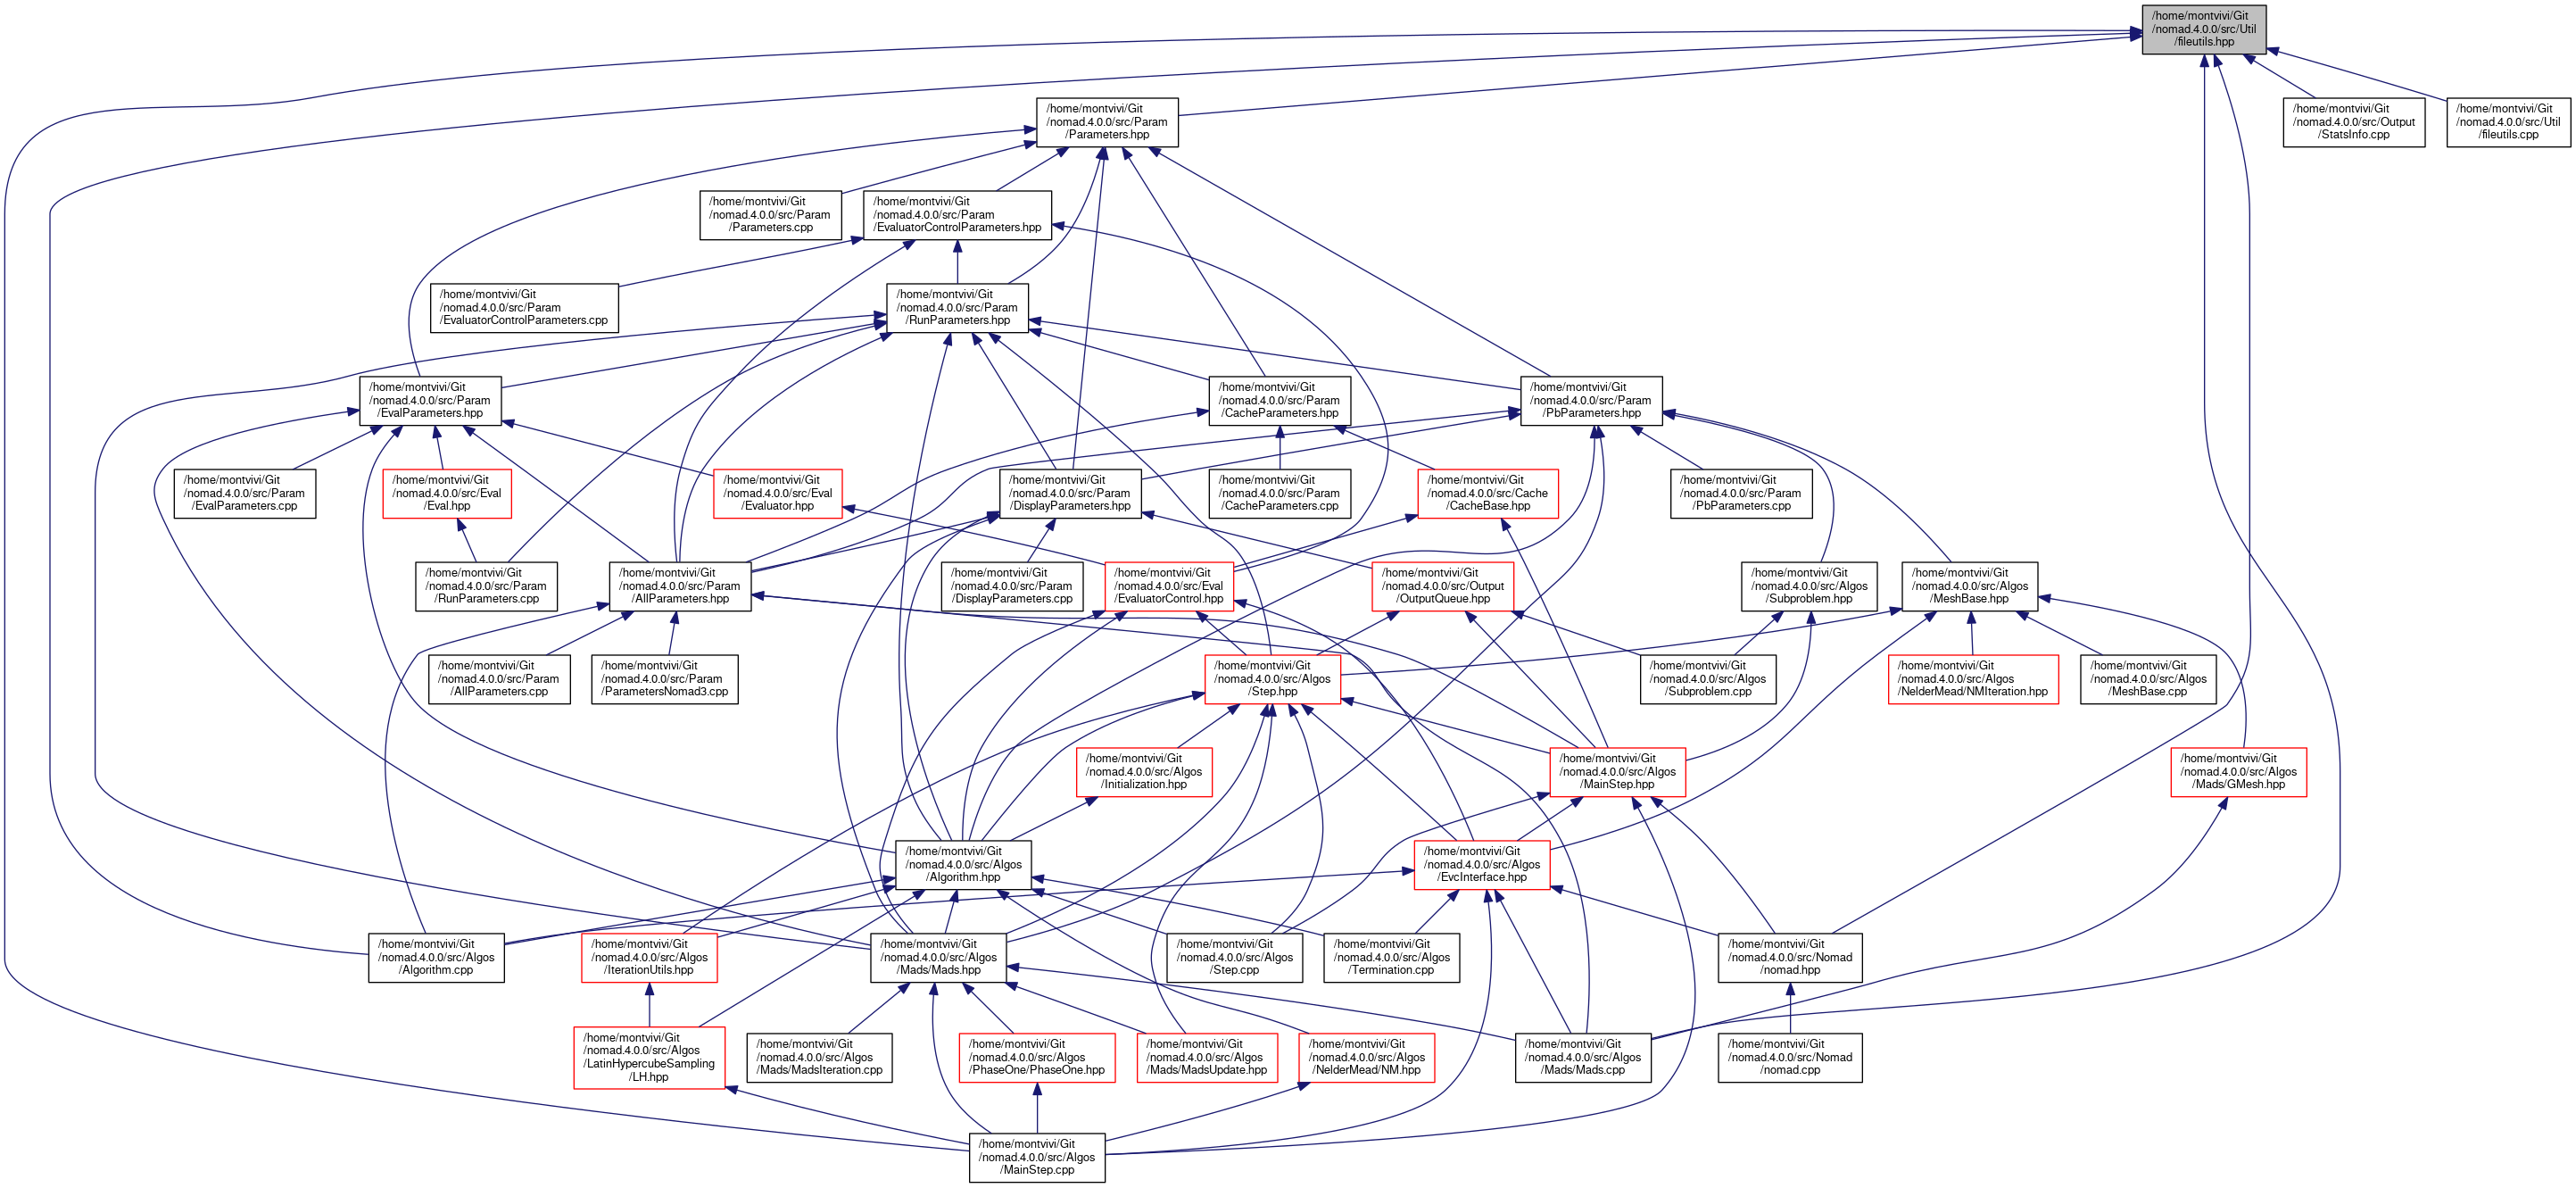 /home/montvivi/Git
/nomad.4.0.0/src/Util
/fileutils.hpp
/home/montvivi/Git
/nomad.4.0.0/src/Param
/Parameters.hpp
/home/montvivi/Git
/nomad.4.0.0/src/Output
/StatsInfo.cpp
/home/montvivi/Git
/nomad.4.0.0/src/Util
/fileutils.cpp
/home/montvivi/Git
/nomad.4.0.0/src/Param
/Parameters.cpp
/home/montvivi/Git
/nomad.4.0.0/src/Param
/EvaluatorControlParameters.hpp
/home/montvivi/Git
/nomad.4.0.0/src/Param
/EvaluatorControlParameters.cpp
/home/montvivi/Git
/nomad.4.0.0/src/Param
/RunParameters.hpp
/home/montvivi/Git
/nomad.4.0.0/src/Param
/EvalParameters.hpp
/home/montvivi/Git
/nomad.4.0.0/src/Param
/CacheParameters.hpp
/home/montvivi/Git
/nomad.4.0.0/src/Param
/PbParameters.hpp
/home/montvivi/Git
/nomad.4.0.0/src/Param
/EvalParameters.cpp
/home/montvivi/Git
/nomad.4.0.0/src/Eval
/Eval.hpp
/home/montvivi/Git
/nomad.4.0.0/src/Eval
/Evaluator.hpp
/home/montvivi/Git
/nomad.4.0.0/src/Param
/DisplayParameters.hpp
/home/montvivi/Git
/nomad.4.0.0/src/Param
/CacheParameters.cpp
/home/montvivi/Git
/nomad.4.0.0/src/Cache
/CacheBase.hpp
/home/montvivi/Git
/nomad.4.0.0/src/Param
/PbParameters.cpp
/home/montvivi/Git
/nomad.4.0.0/src/Param
/RunParameters.cpp
/home/montvivi/Git
/nomad.4.0.0/src/Param
/AllParameters.hpp
/home/montvivi/Git
/nomad.4.0.0/src/Param
/DisplayParameters.cpp
/home/montvivi/Git
/nomad.4.0.0/src/Eval
/EvaluatorControl.hpp
/home/montvivi/Git
/nomad.4.0.0/src/Output
/OutputQueue.hpp
/home/montvivi/Git
/nomad.4.0.0/src/Algos
/Subproblem.hpp
/home/montvivi/Git
/nomad.4.0.0/src/Algos
/MeshBase.hpp
/home/montvivi/Git
/nomad.4.0.0/src/Param
/AllParameters.cpp
/home/montvivi/Git
/nomad.4.0.0/src/Param
/ParametersNomad3.cpp
/home/montvivi/Git
/nomad.4.0.0/src/Algos
/Step.hpp
/home/montvivi/Git
/nomad.4.0.0/src/Algos
/Subproblem.cpp
/home/montvivi/Git
/nomad.4.0.0/src/Algos
/NelderMead/NMIteration.hpp
/home/montvivi/Git
/nomad.4.0.0/src/Algos
/MeshBase.cpp
/home/montvivi/Git
/nomad.4.0.0/src/Algos
/Initialization.hpp
/home/montvivi/Git
/nomad.4.0.0/src/Algos
/MainStep.hpp
/home/montvivi/Git
/nomad.4.0.0/src/Algos
/Mads/GMesh.hpp
/home/montvivi/Git
/nomad.4.0.0/src/Algos
/Algorithm.hpp
/home/montvivi/Git
/nomad.4.0.0/src/Algos
/EvcInterface.hpp
/home/montvivi/Git
/nomad.4.0.0/src/Algos
/Algorithm.cpp
/home/montvivi/Git
/nomad.4.0.0/src/Algos
/IterationUtils.hpp
/home/montvivi/Git
/nomad.4.0.0/src/Algos
/Mads/Mads.hpp
/home/montvivi/Git
/nomad.4.0.0/src/Algos
/Step.cpp
/home/montvivi/Git
/nomad.4.0.0/src/Algos
/Termination.cpp
/home/montvivi/Git
/nomad.4.0.0/src/Nomad
/nomad.hpp
/home/montvivi/Git
/nomad.4.0.0/src/Algos
/LatinHypercubeSampling
/LH.hpp
/home/montvivi/Git
/nomad.4.0.0/src/Algos
/Mads/MadsIteration.cpp
/home/montvivi/Git
/nomad.4.0.0/src/Algos
/PhaseOne/PhaseOne.hpp
/home/montvivi/Git
/nomad.4.0.0/src/Algos
/Mads/MadsUpdate.hpp
/home/montvivi/Git
/nomad.4.0.0/src/Algos
/NelderMead/NM.hpp
/home/montvivi/Git
/nomad.4.0.0/src/Algos
/Mads/Mads.cpp
/home/montvivi/Git
/nomad.4.0.0/src/Nomad
/nomad.cpp
/home/montvivi/Git
/nomad.4.0.0/src/Algos
/MainStep.cpp